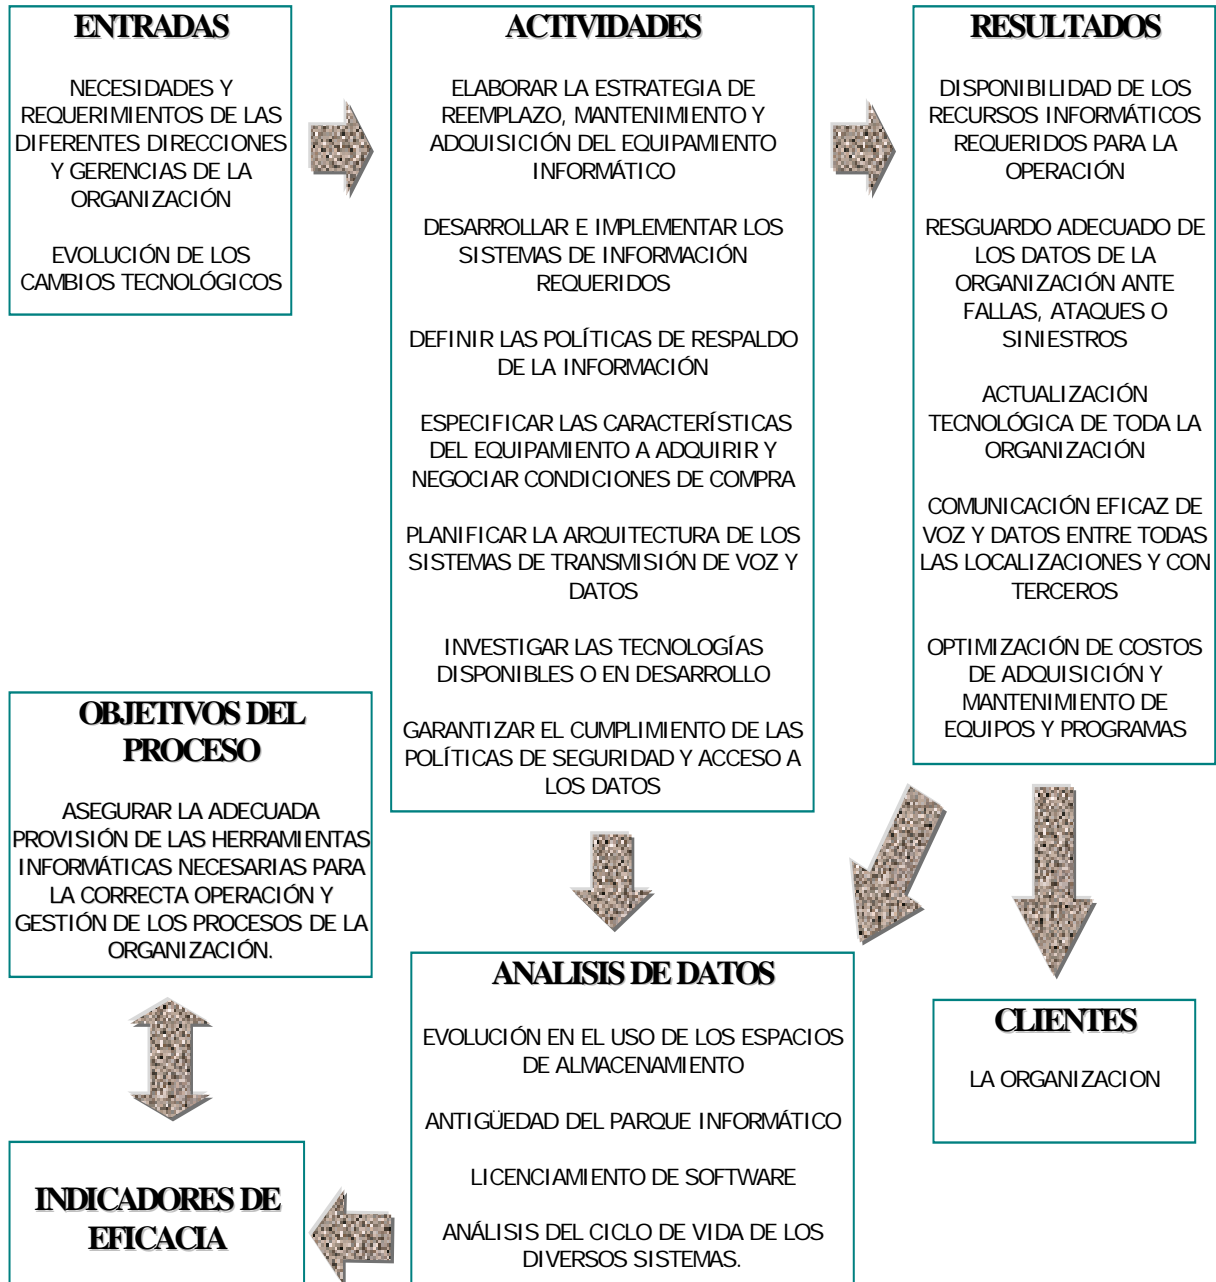 ENTRADAS
NECESIDADES Y
REQUERIMIENTOS DE LAS
DIFERENTES DIRECCIONES
Y GERENCIAS DE LA
ORGANIZACIÓN
EVOLUCIÓN DE LOS
CAMBIOS TECNOLÓGICOS
ACTIVIDADES
ELABORAR LA ESTRATEGIA DE
REEMPLAZO, MANTENIMIENTO Y
ADQUISICIÓN DEL EQUIPAMIENTO
INFORMÁTICO
DESARROLLAR E IMPLEMENTAR LOS
SISTEMAS DE INFORMACIÓN
REQUERIDOS
DEFINIR LAS POLÍTICAS DE RESPALDO
DE LA INFORMACIÓN
ESPECIFICAR LAS CARACTERÍSTICAS
DEL EQUIPAMIENTO A ADQUIRIR Y
NEGOCIAR CONDICIONES DE COMPRA
PLANIFICAR LA ARQUITECTURA DE LOS
SISTEMAS DE TRANSMISIÓN DE VOZ Y
DATOS
INVESTIGAR LAS TECNOLOGÍAS
DISPONIBLES O EN DESARROLLO
GARANTIZAR EL CUMPLIMIENTO DE LAS
POLÍTICAS DE SEGURIDAD Y ACCESO A
LOS DATOS
RESULTADOS
DISPONIBILIDAD DE LOS
RECURSOS INFORMÁTICOS
REQUERIDOS PARA LA
OPERACIÓN
RESGUARDO ADECUADO DE
LOS DATOS DE LA
ORGANIZACIÓN ANTE
FALLAS, ATAQUES O
SINIESTROS
ACTUALIZACIÓN
TECNOLÓGICA DE TODA LA
ORGANIZACIÓN
COMUNICACIÓN EFICAZ DE
VOZ Y DATOS ENTRE TODAS
LAS LOCALIZACIONES Y CON
TERCEROS
OPTIMIZACIÓN DE COSTOS
DE ADQUISICIÓN Y
MANTENIMIENTO DE
EQUIPOS Y PROGRAMAS
OBJETIVOS DEL
PROCESO
ASEGURAR LA ADECUADA
PROVISIÓN DE LAS HERRAMIENTAS
INFORMÁTICAS NECESARIAS PARA
LA CORRECTA OPERACIÓN Y
GESTIÓN DE LOS PROCESOS DE LA
ORGANIZACIÓN.
ANALISIS DE DATOS
EVOLUCIÓN EN EL USO DE LOS ESPACIOS
DE ALMACENAMIENTO
ANTIGÜEDAD DEL PARQUE INFORMÁTICO
LICENCIAMIENTO DE SOFTWARE
ANÁLISIS DEL CICLO DE VIDA DE LOS
DIVERSOS SISTEMAS.
CLIENTES
LA ORGANIZACION
INDICADORES DE
EFICACIA